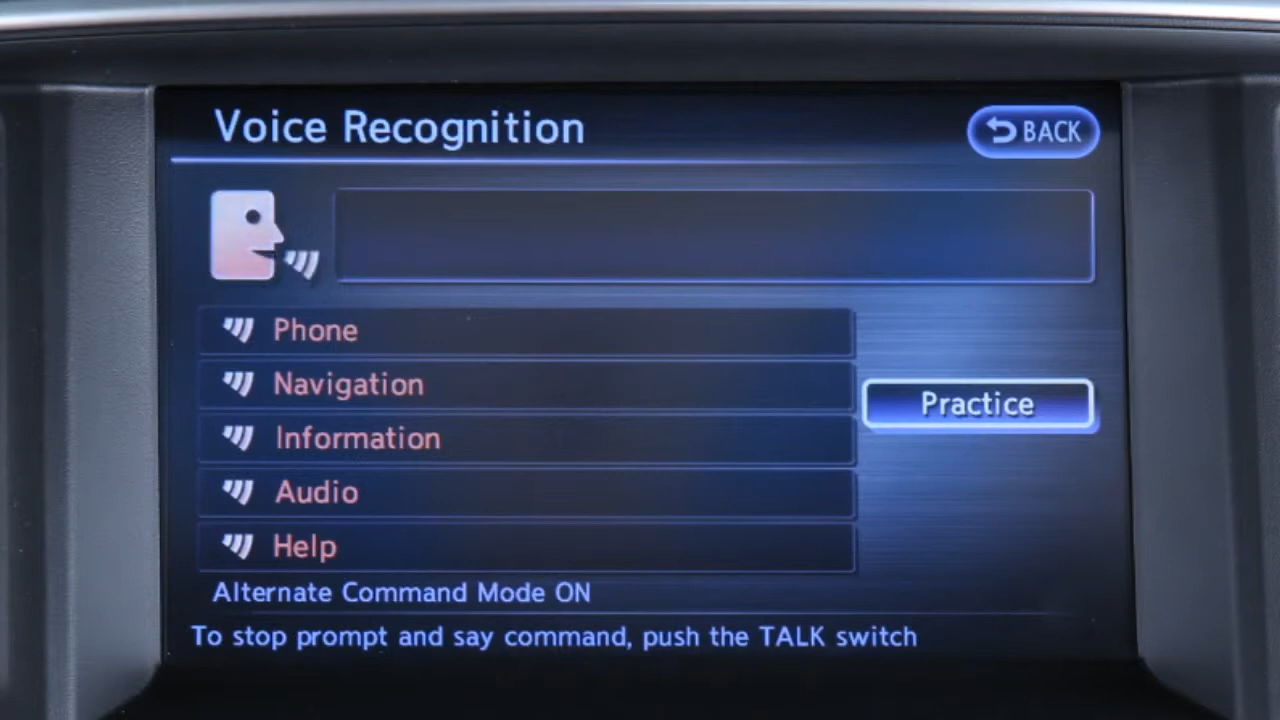 Voice Recognition
BACK
Phone
Navigation
Practice
Information
Audio
Help
Alternate Command Mode ON
To stop prompt and say command, push the TALK switch